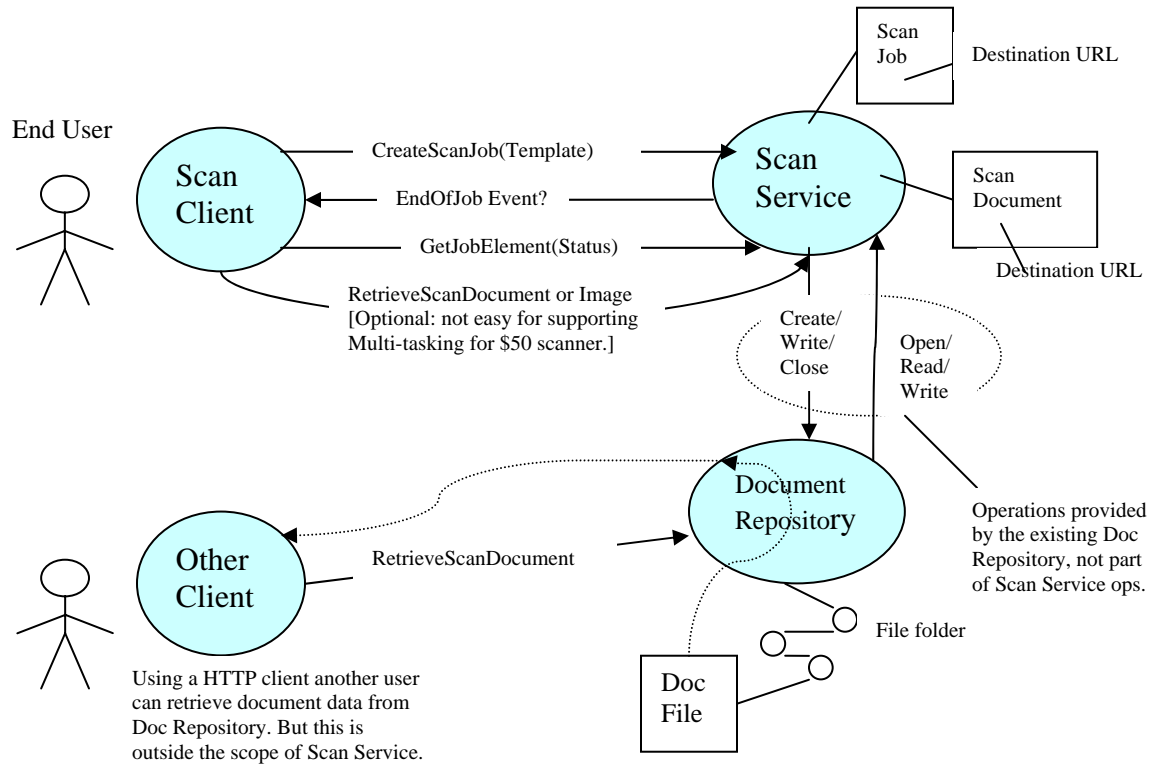 Scan
Job
Destination URL
End User
CreateScanJob(Template)
Scan
Client
Scan
Service
EndOfJob Event?
Scan
Document
GetJobElement(Status)
Destination URL
RetrieveScanDocument or Image
[Optional: not easy for supporting
Multi-tasking for $50 scanner.]
Create/
Write/
Close
Open/
Read/
Write
Document
Repository
Operations provided
by the existing Doc
Repository, not part
of Scan Service ops.
Other
Client
RetrieveScanDocument
File folder
Doc
File
Using a HTTP client another user
can retrieve document data from
Doc Repository. But this is
outside the scope of Scan Service.